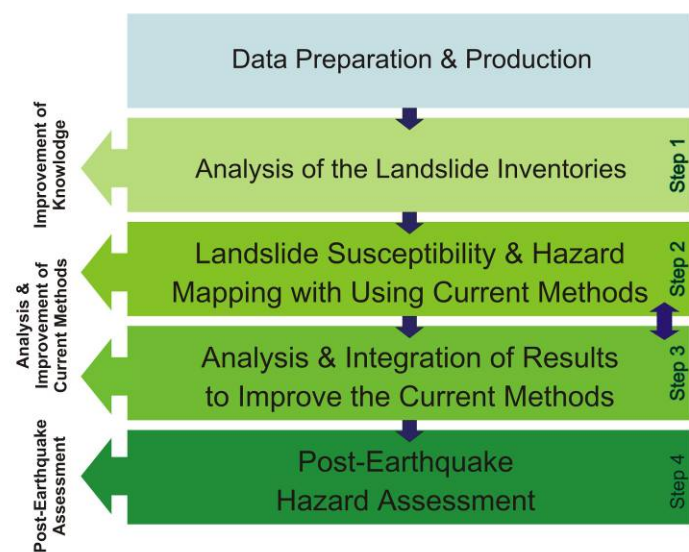 Data Preparation & Production
Improvement of
Knowledge
Analysis of the Landslide Inventories
Step 1
Landslide Susceptibility & Hazard
Mapping with Using Current Methods
Step 2
Analysis &
Improvement of
Current Methods
Analysis & Integration of Results
to Improve the Current Methods
Step 3
Post-Earthquake
Assessment
Post-Earthquake
Hazard Assessment
Step 4